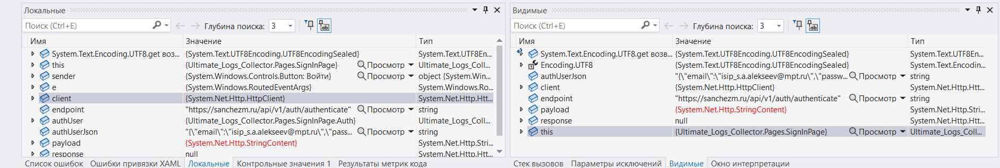 Локальные
Поиск (Ctrl+E) Глубина поиска: 3
Имя Значение Тип
System.Text.Encoding.UTF8.get воз... {System.Text.UTF8Encoding.UTF8EncodingSealed} System.Text.UTF8En...
this {Ultimate_Logs_Collector.Pages.SignInPage} Просмотр Ultimate_Logs_Coll...
sender {System.Windows.Controls.Button: Войти} Просмотр object {System.Win...
e {System.Windows.RoutedEventArgs} System.Windows.Ro...
client {System.Net.Http.HttpClient} System.Net.Http.Htt...
endpoint "https://sanchezm.ru/api/v1/auth/authenticate" Просмотр string
authUser {Ultimate_Logs_Collector.Pages.SignInPage.Auth} Ultimate_Logs_Coll...
authUserJson "{\"email\":\"isip_s.a.alekseev@mpt.ru\",\"pass... Просмотр string
payload {System.Net.Http.StringContent} System.Net.Http.Stri...
response null System.Net.Http.Htt...
Список ошибок Ошибки привязки XAML Локальные Контрольные значения 1 Результаты метрик кода
Видимые
Поиск (Ctrl+E) Глубина поиска: 3
Имя Значение Тип
System.Text.Encoding.UTF8.get возв... {System.Text.UTF8Encoding.UTF8EncodingSealed} System.Text.UTF8En...
Encoding.UTF8 {System.Text.UTF8Encoding.UTF8EncodingSealed} System.Text.Encodin...
authUserJson "{\"email\":\"isip_s.a.alekseev@mpt.ru\",\"passw... Просмотр string
client {System.Net.Http.HttpClient} System.Net.Http.Htt...
endpoint "https://sanchezm.ru/api/v1/auth/authenticate" Просмотр string
payload {System.Net.Http.StringContent} System.Net.Http.Stri...
response null System.Net.Http.Htt...
this {Ultimate_Logs_Collector.Pages.SignInPage} Просмотр Ultimate_Logs_Coll...
Стек вызовов Параметры исключений Видимые Окно интерпретации